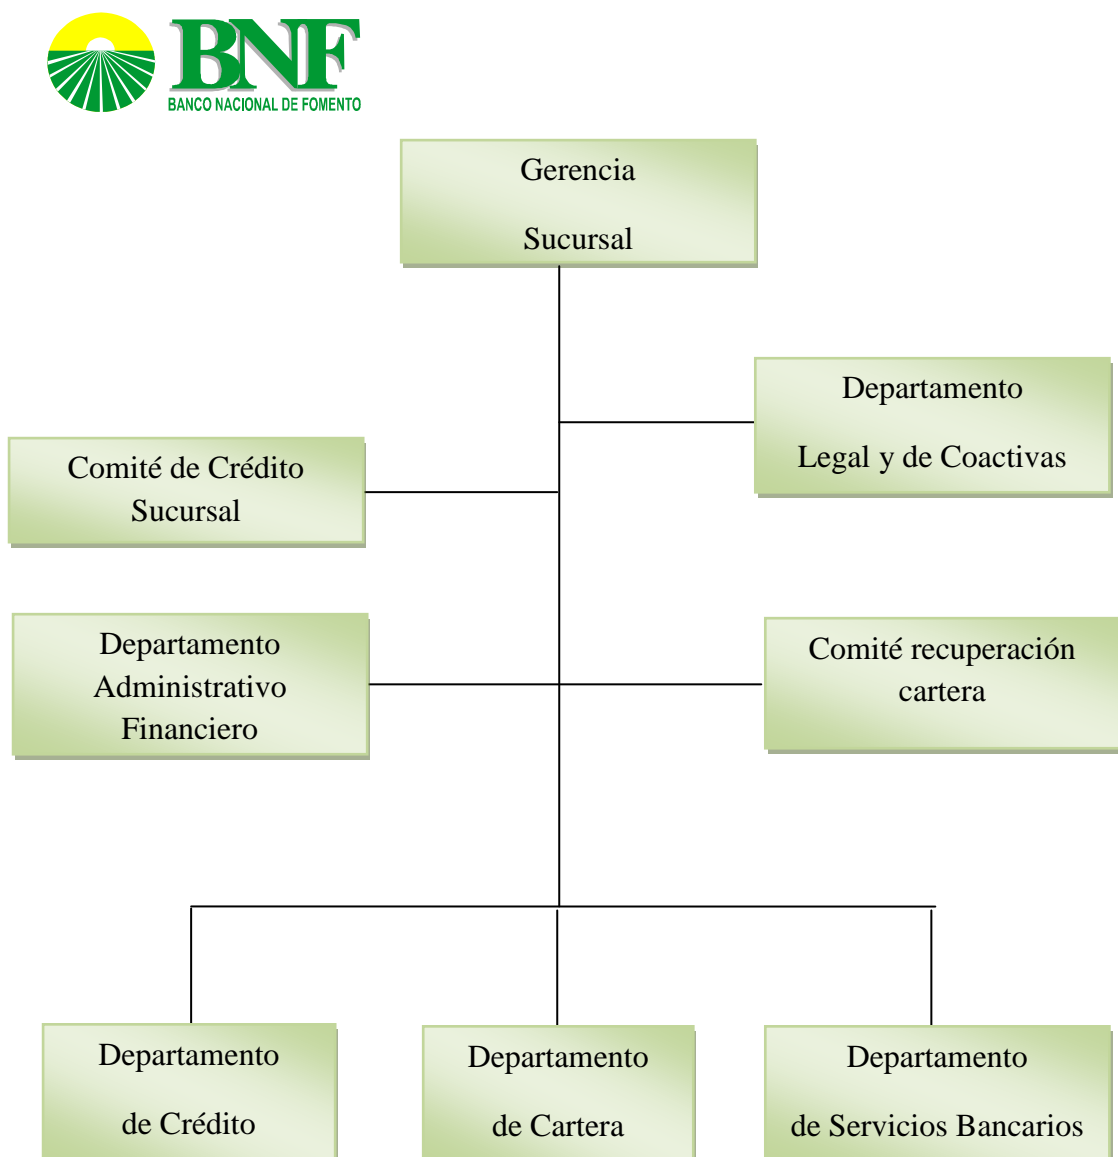 BNF
BANCO NACIONAL DE FOMENTO
Gerencia
Sucursal
Departamento
Legal y de Coactivas
Comité de Crédito
Sucursal
Departamento
Administrativo
Financiero
Comité recuperación
cartera
Departamento
de Crédito
Departamento
de Cartera
Departamento
de Servicios Bancarios